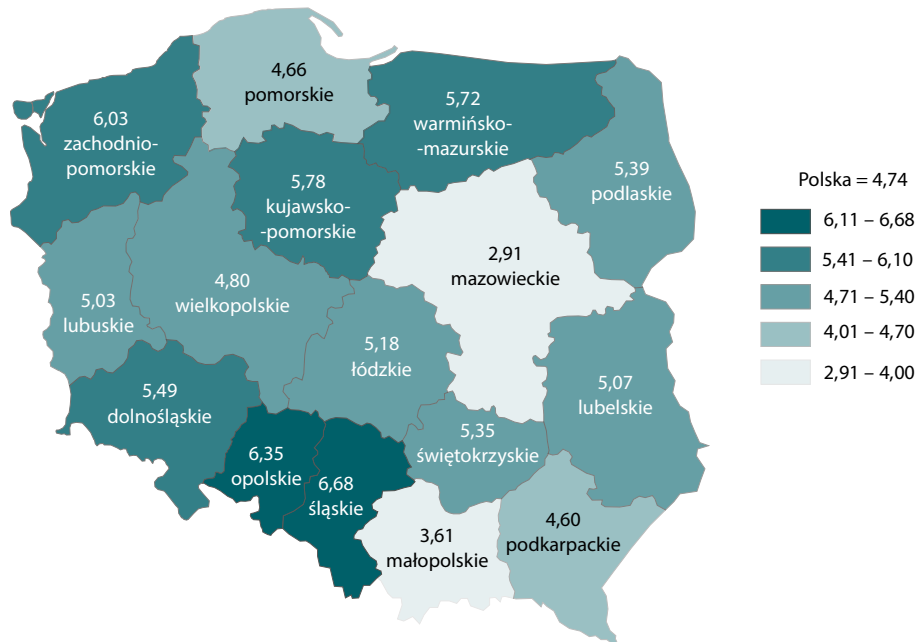 4,66
pomorskie
5,72
warmińsko-
-mazurskie
6,03
zachodnio-
pomorskie
5,39
podlaskie
5,78
kujawsko-
-pomorskie
2,91
mazowieckie
4,80
wielkopolskie
5,03
lubuskie
5,18
łódzkie
5,07
lubelskie
5,49
dolnośląskie
5,35
świętokrzyskie
6,35
opolskie
6,68
śląskie
3,61
małopolskie
4,60
podkarpackie
Polska = 4,74
6,11 – 6,68
5,41 – 6,10
4,71 – 5,40
4,01 – 4,70
2,91 – 4,00